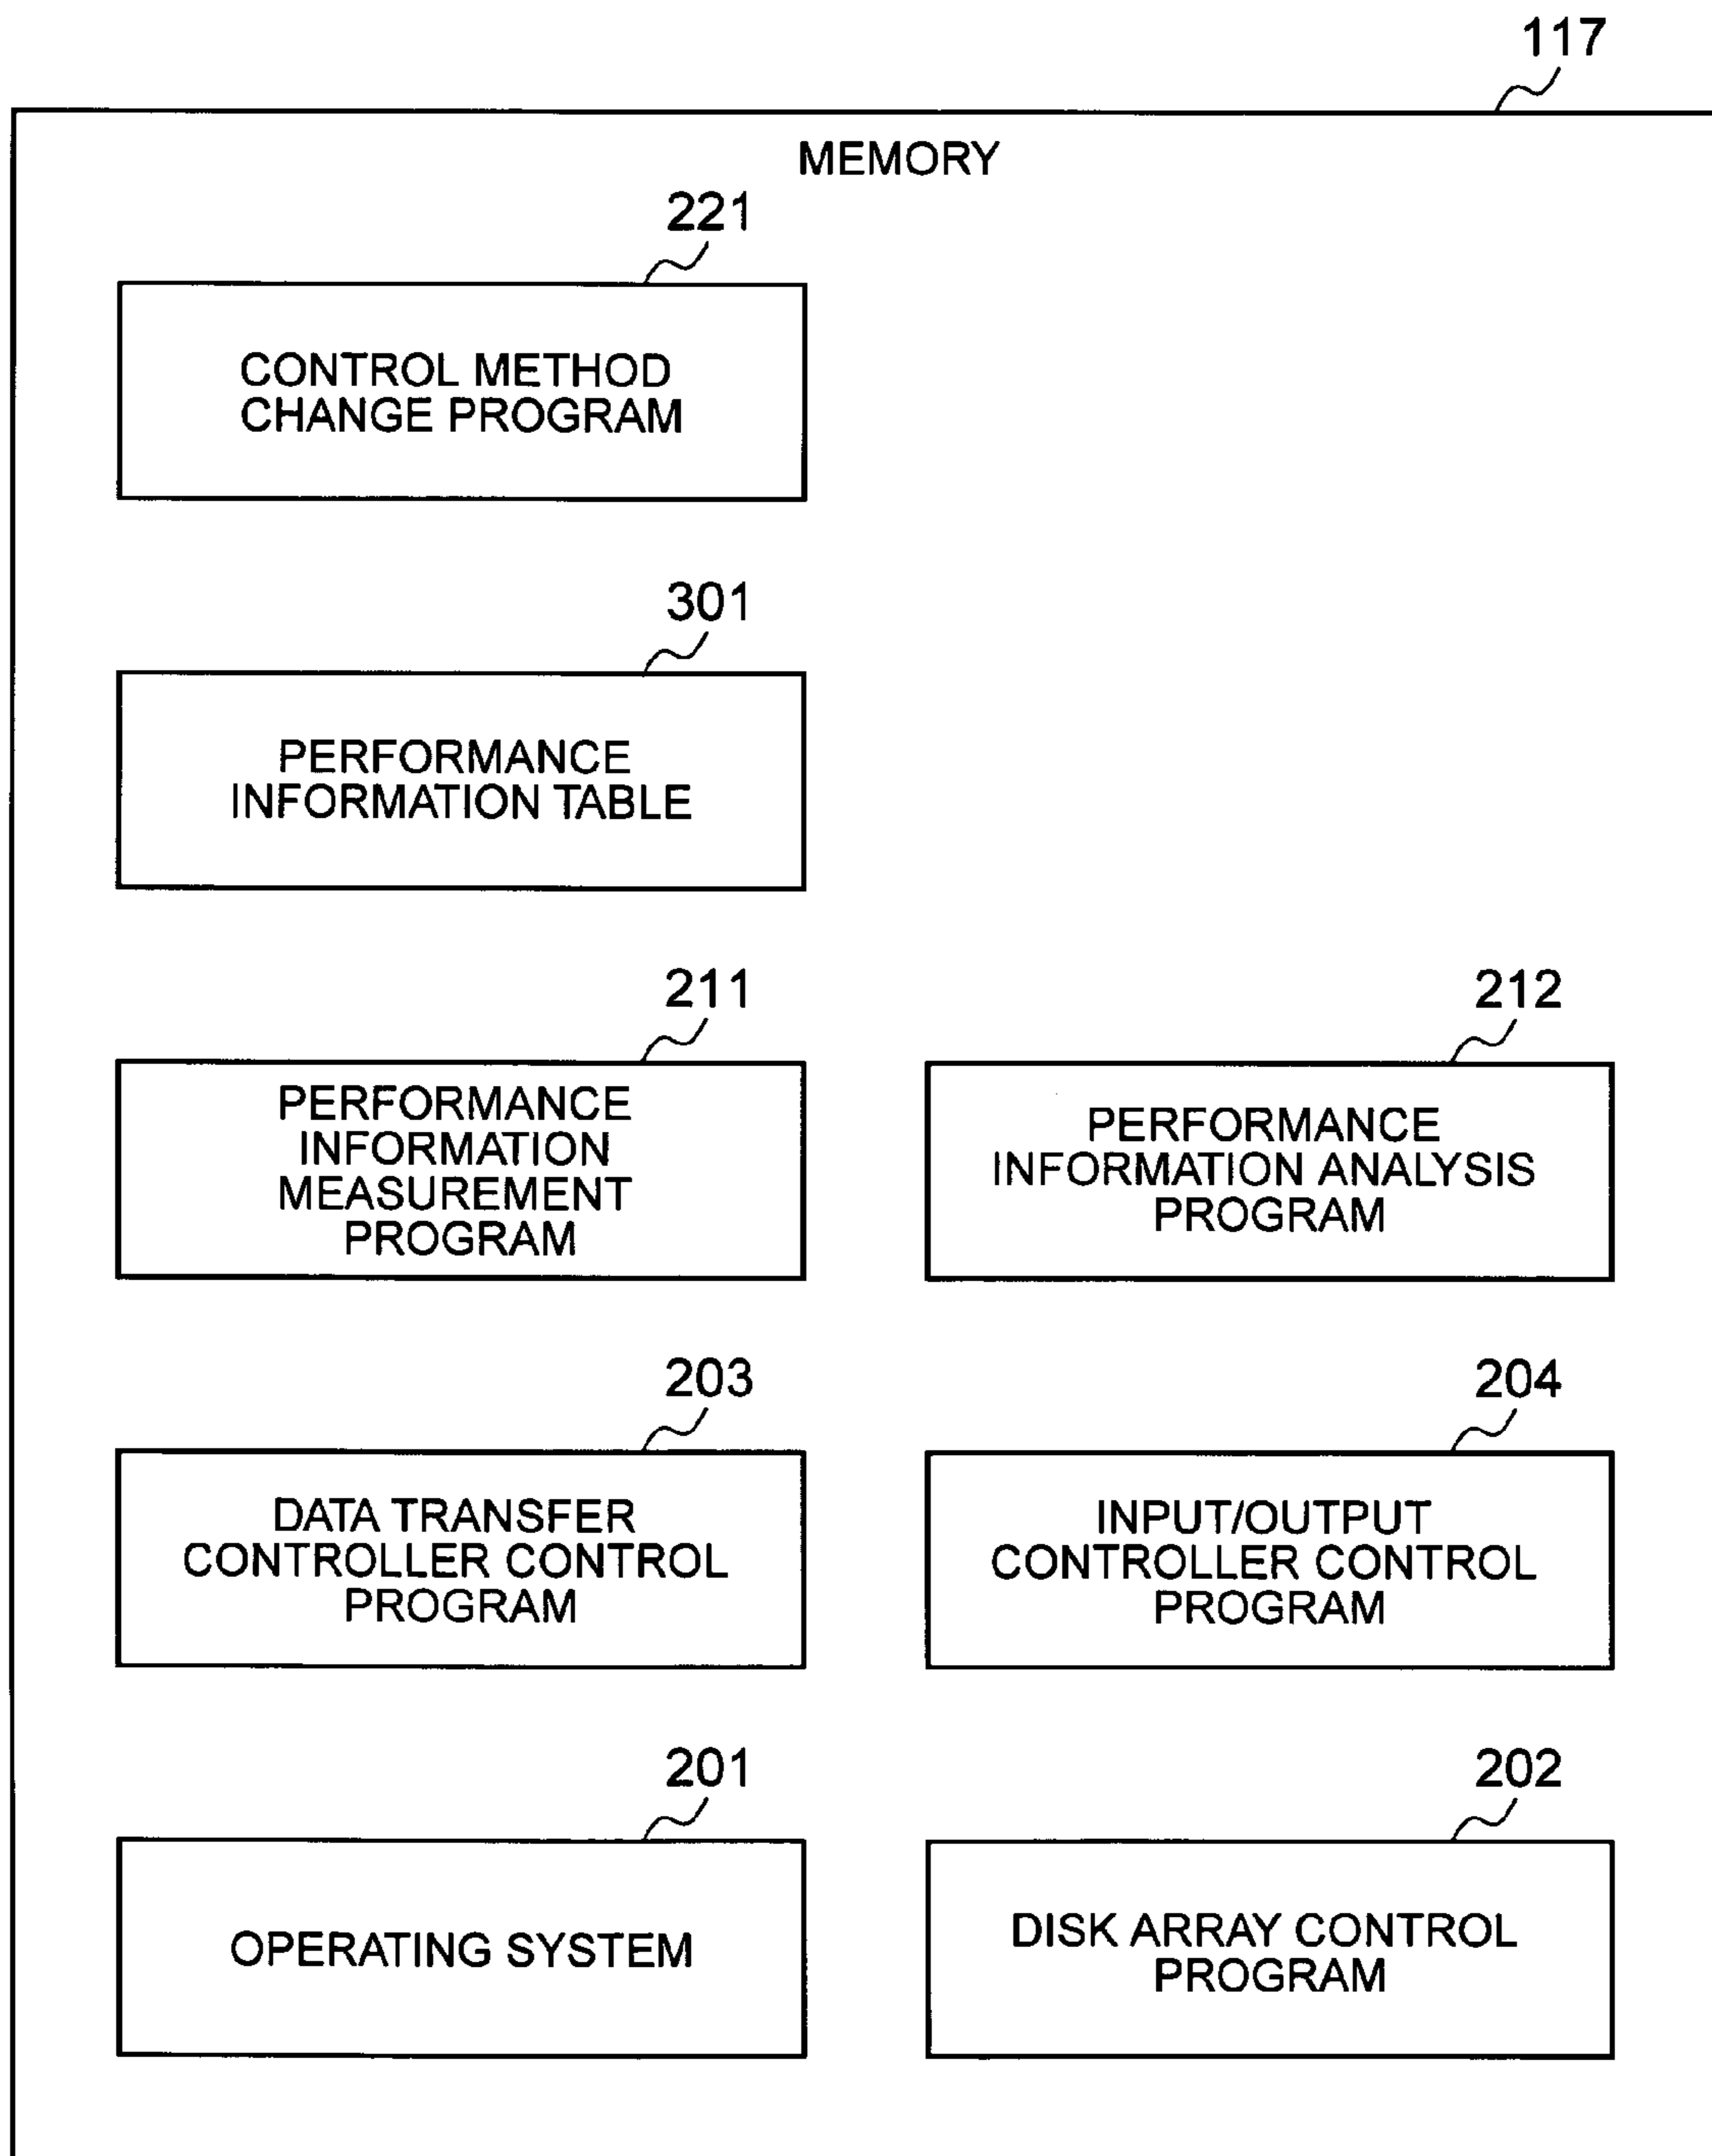 117
MEMORY
221
CONTROL METHOD
CHANGE PROGRAM
301
PERFORMANCE
INFORMATION TABLE
211
PERFORMANCE
INFORMATION
MEASUREMENT
PROGRAM
212
PERFORMANCE
INFORMATION ANALYSIS
PROGRAM
203
DATA TRANSFER
CONTROLLER CONTROL
PROGRAM
204
INPUT/OUTPUT
CONTROLLER CONTROL
PROGRAM
201
OPERATING SYSTEM
202
DISK ARRAY CONTROL
PROGRAM